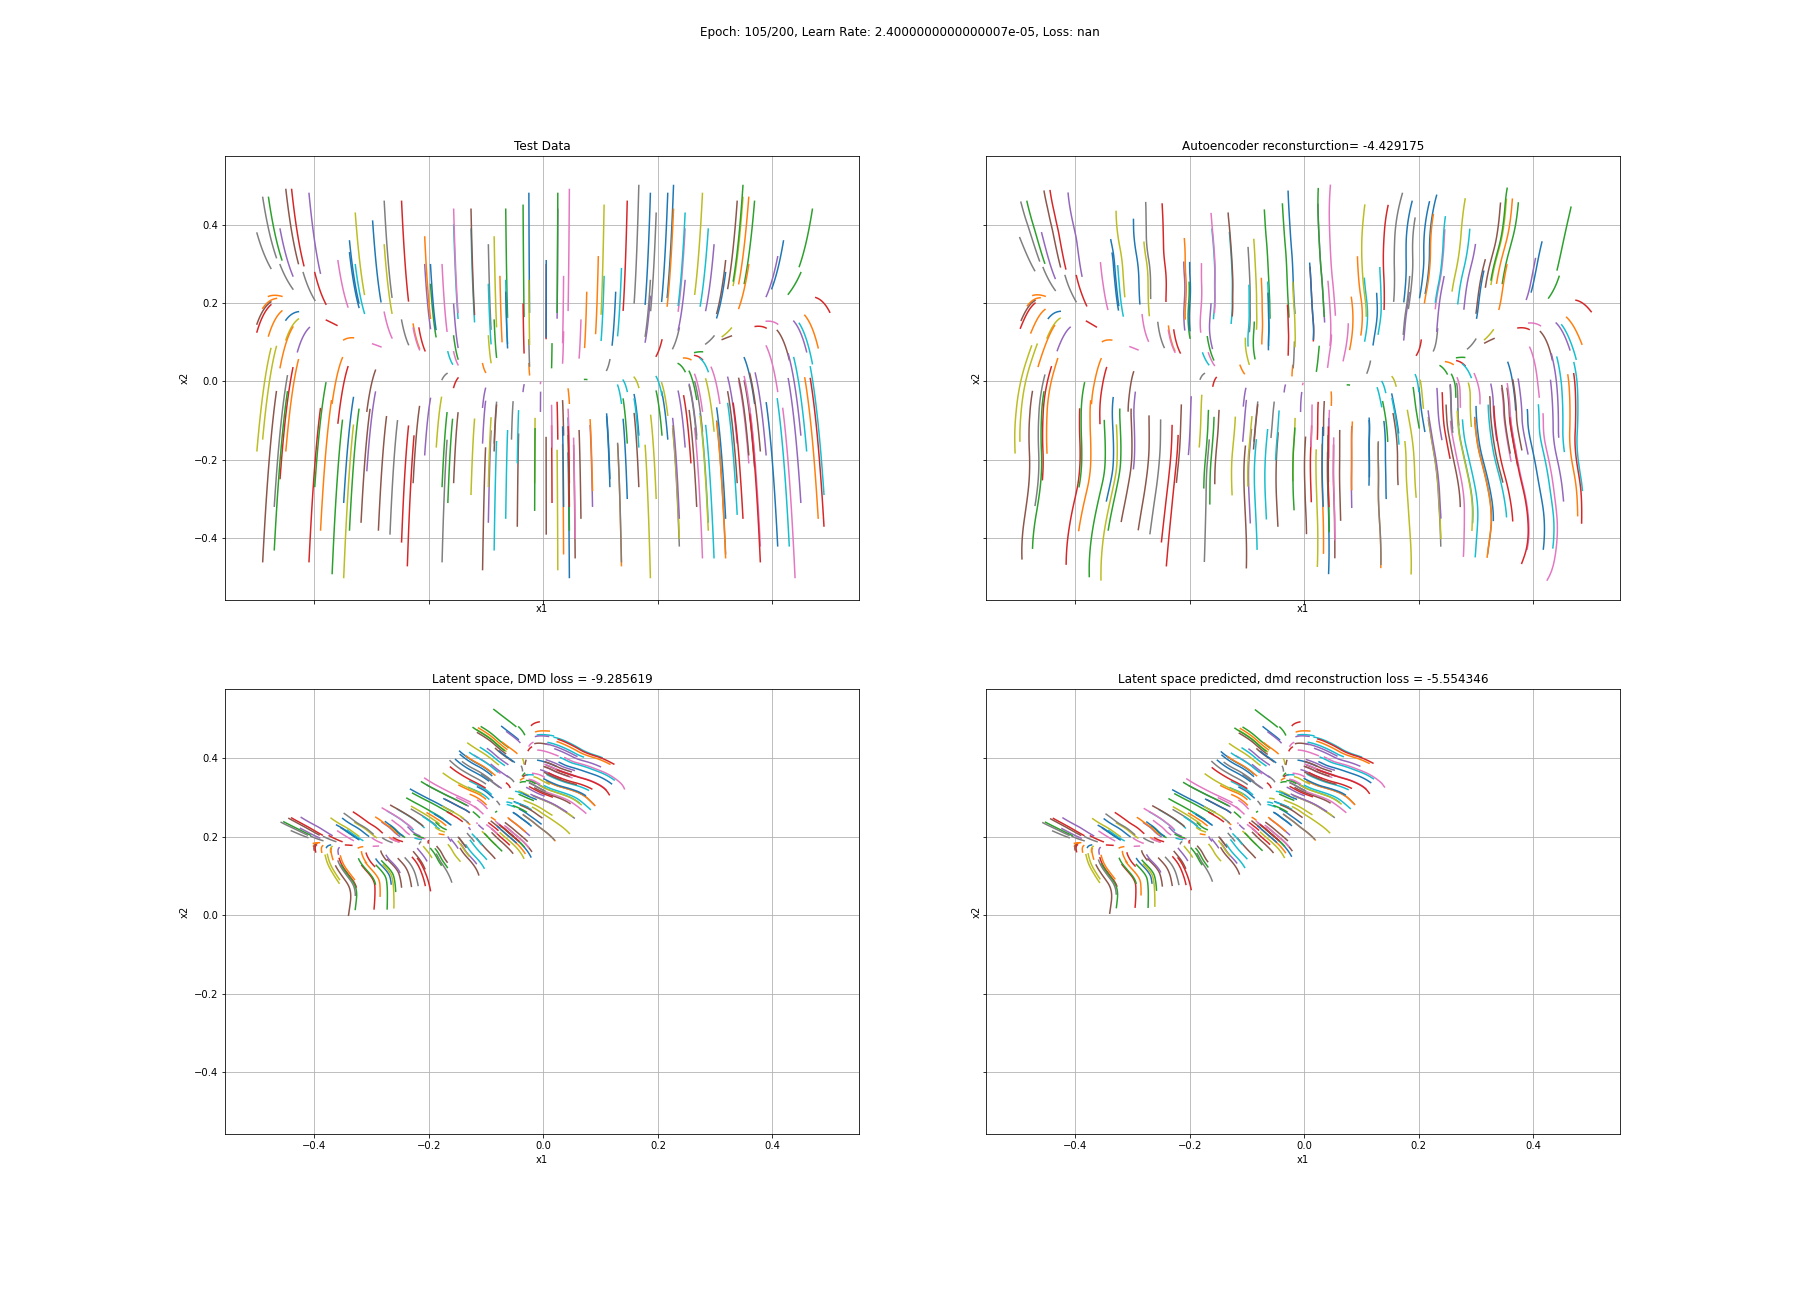 Epoch: 105/200, Learn Rate: 2.4000000000000007e-05, Loss: nan
Test Data
Autoencoder reconsturction= -4.429175
0.4
0.2
0.0
−0.2
−0.4
x2
x2
x1
x1
Latent space, DMD loss = -9.285619
Latent space predicted, dmd reconstruction loss = -5.554346
0.4
0.2
0.0
−0.2
−0.4
x2
x2
−0.4 −0.2 0.0 0.2 0.4
−0.4 −0.2 0.0 0.2 0.4
x1
x1